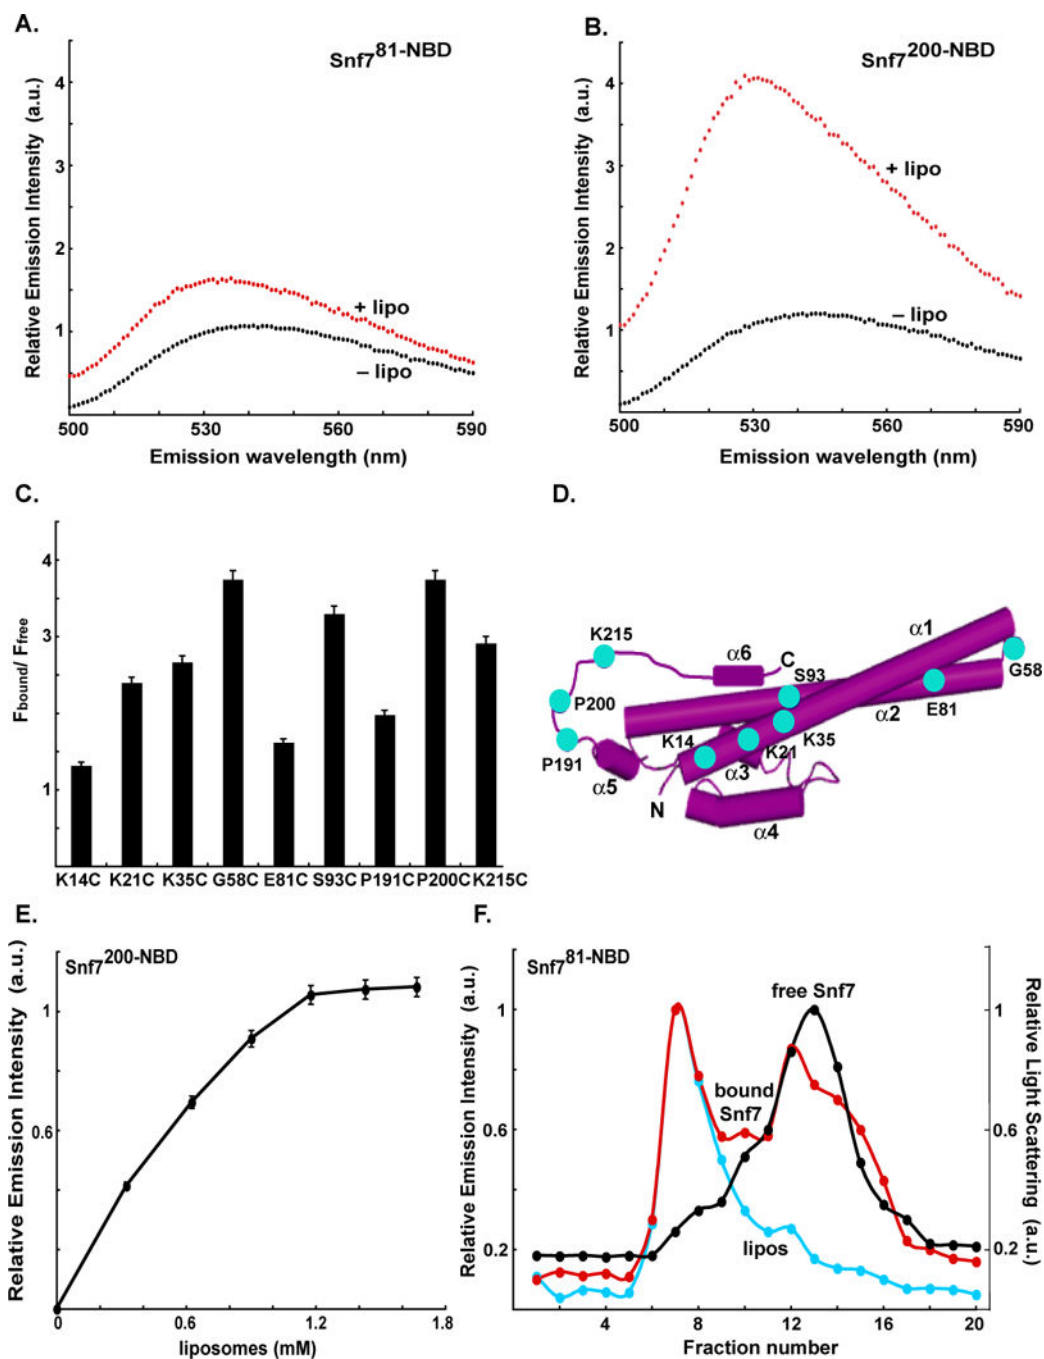 A.
Snf7^81-NBD
Relative Emission Intensity (a.u.)
4
3
2
1
+ lipo
– lipo
500 530 560 590
Emission wavelength (nm)
B.
Snf7^200-NBD
Relative Emission Intensity (a.u.)
4
3
2
1
+ lipo
– lipo
500 530 560 590
Emission wavelength (nm)
C.
Fbound/ Ffree
4
3
1
K14C K21C K35C G58C E81C S93C P191C P200C K215C
D.
K215
α6
C
S93
α1
G58
P200
α2
E81
K14
K21
K35
P191
α5
α3
N
α4
E.
Snf7^200-NBD
Relative Emission Intensity (a.u.)
1
0.6
0
0 0.6 1.2 1.8
liposomes (mM)
F.
Snf7^81-NBD
Relative Emission Intensity (a.u.)
1
0.6
0.2
free Snf7
bound
Snf7
lipos
1
0.6
0.2
Relative Light Scattering (a.u.)
4 8 12 16 20
Fraction number